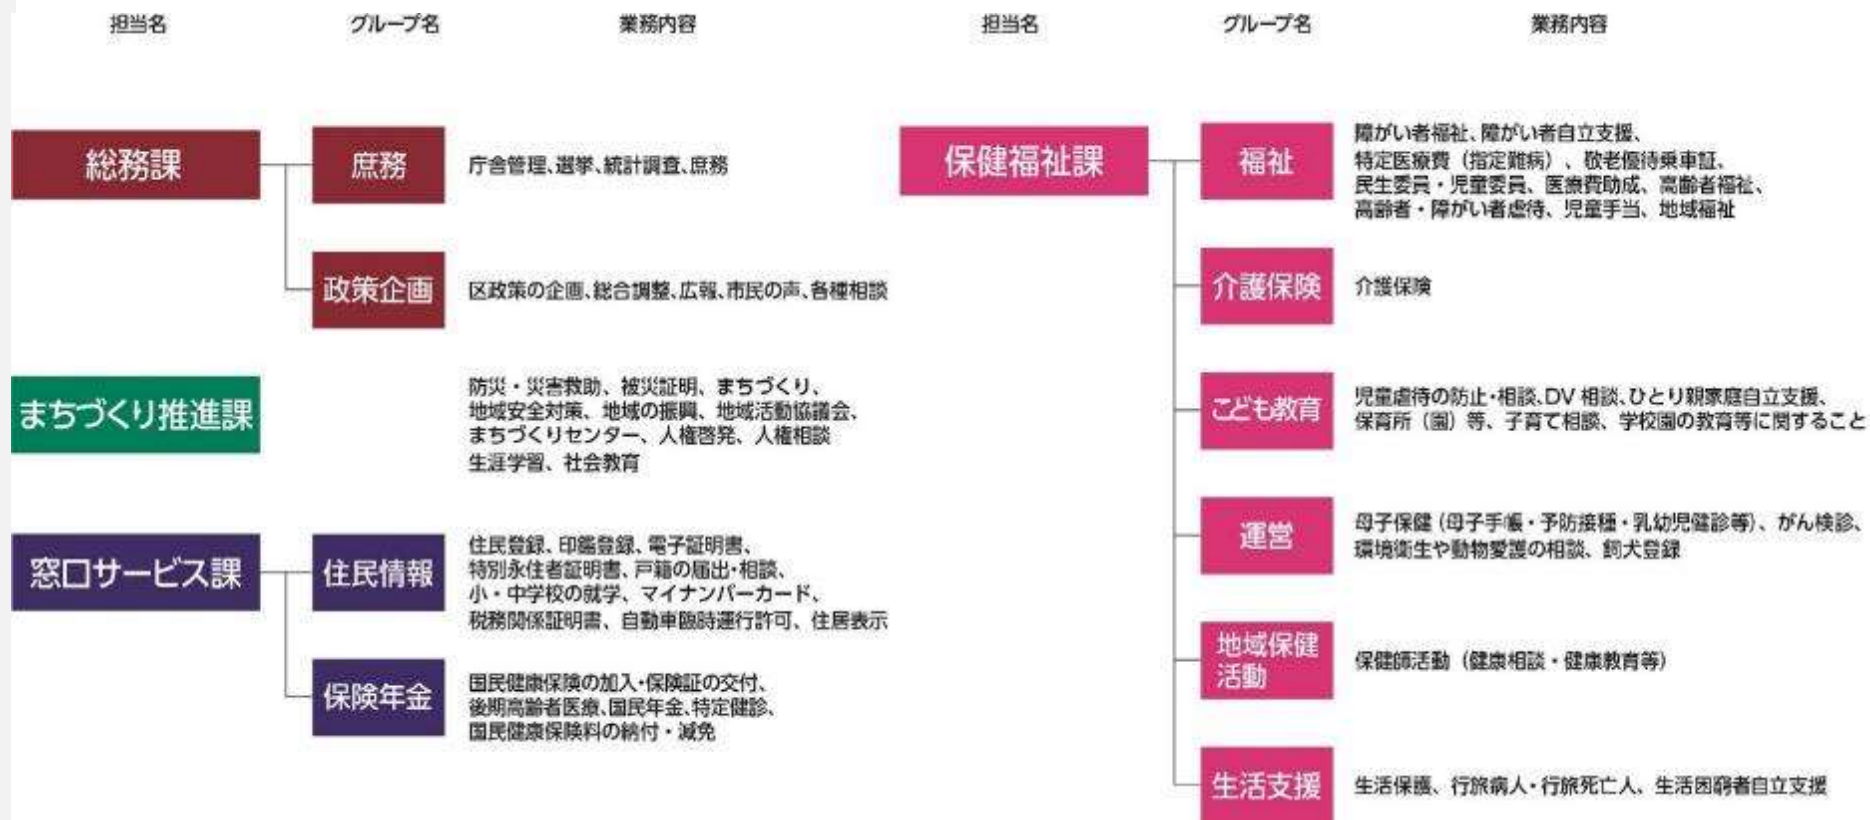 担当名
グループ名
業務内容
総務課
庶務
庁舎管理、選挙、統計調査、庶務
政策企画
区政策の企画、総合調整、広報、市民の声、各種相談
まちづくり推進課
防災・災害救助、被災証明、まちづくり、
地域安全対策、地域の振興、地域活動協議会、
まちづくりセンター、人権啓発、人権相談
生涯学習、社会教育
窓口サービス課
住民情報
住民登録、印鑑登録、電子証明書、
特別永住者証明書、戸籍の届出・相談、
小・中学校の就学、マイナンバーカード、
税務関係証明書、自動車臨時運行許可、住居表示
保険年金
国民健康保険の加入・保険証の交付、
後期高齢者医療、国民年金、特定健診、
国民健康保険料の納付・減免
担当名
グループ名
業務内容
保健福祉課
福祉
障がい者福祉、障がい者自立支援、
特定医療費（指定難病）、敬老優待乗車証、
民生委員・児童委員、医療費助成、高齢者福祉、
高齢者・障がい者虐待、児童手当、地域福祉
介護保険
介護保険
こども教育
児童虐待の防止・相談、DV 相談、ひとり親家庭自立支援、
保育所（園）等、子育て相談、学校園の教育等に関すること
運営
母子保健（母子手帳・予防接種・乳幼児健診等）、がん検診、
環境衛生や動物愛護の相談、飼犬登録
地域保健
活動
保健師活動（健康相談・健康教育等）
生活支援
生活保護、行旅病人・行旅死亡人、生活困窮者自立支援